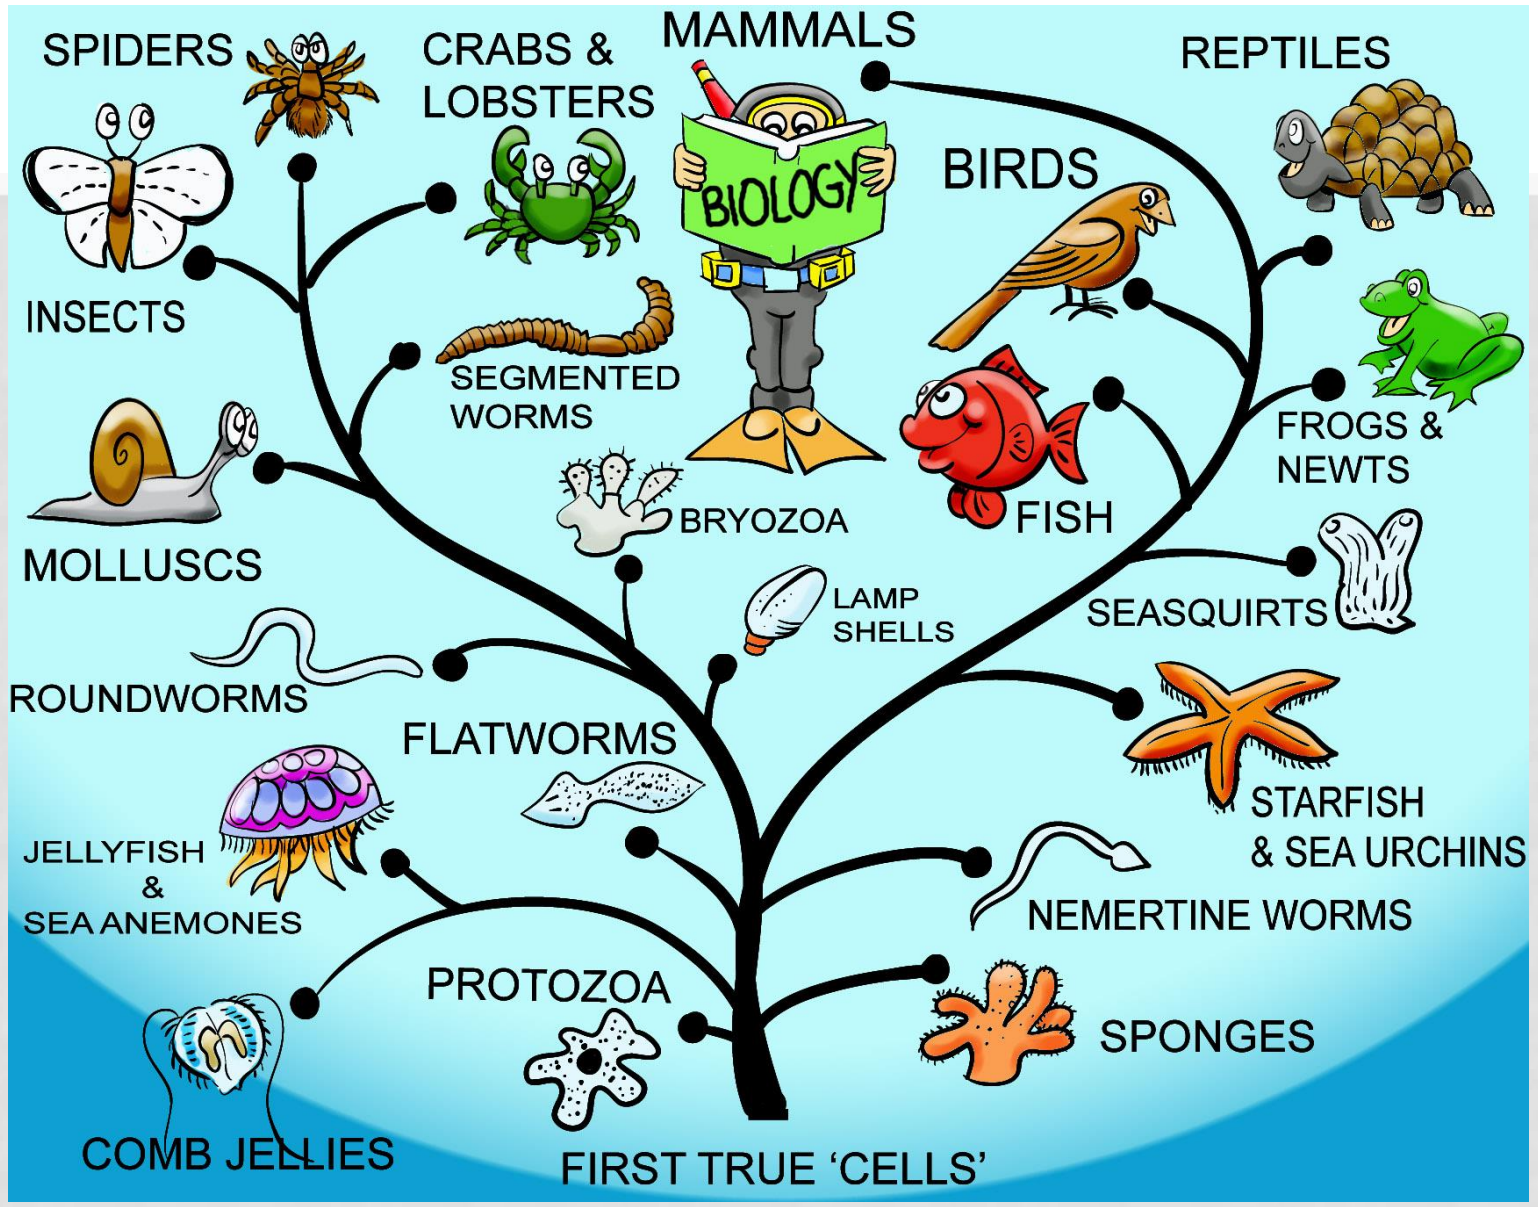 SPIDERS
CRABS &
LOBSTERS
MAMMALS
REPTILES
BIOLOGY
BIRDS
INSECTS
SEGMENTED
WORMS
FROGS &
NEWTS
FISH
BRYOZOA
MOLLUSCS
LAMP
SHELLS
SEASQUIRTS
ROUNDWORMS
FLATWORMS
STARFISH
& SEA URCHINS
JELLYFISH
&
SEA ANEMONES
NEMERTINE WORMS
PROTOZOA
SPONGES
COMB JELLIES
FIRST TRUE ‘CELLS’